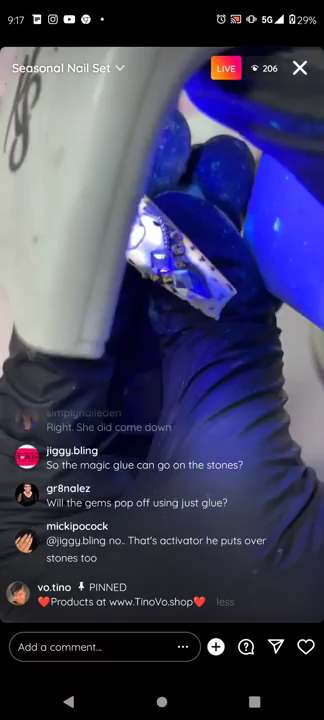 9:17
5G
29%
Seasonal Nail Set
LIVE
206
simplynaileden
Right. She did come down
jiggy.bling
So the magic glue can go on the stones?
gr8nalez
Will the gems pop off using just glue?
mickipocock
@jiggy.bling no.. That's activator he puts over
stones too
vo.tino PINNED
❤️Products at www.TinoVo.shop❤️ less
Add a comment...